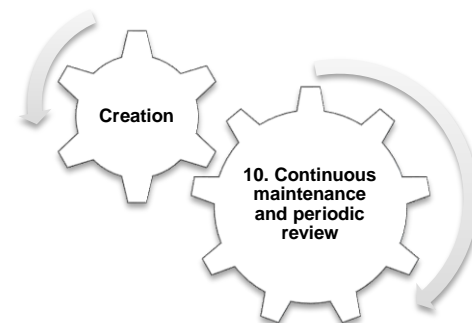 Creation
10. Continuous
maintenance
and periodic
review